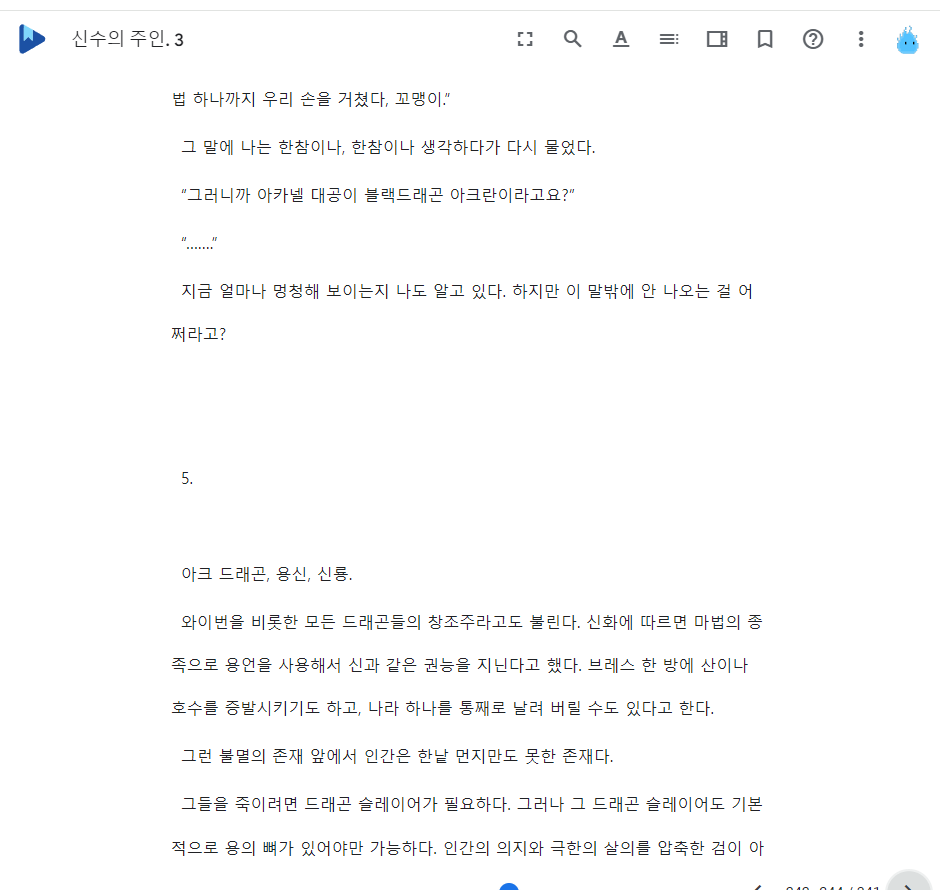 신수의 주인. 3
법 하나까지 우리 손을 거쳤다, 꼬맹이."
그 말에 나는 한참이나, 한참이나 생각하다가 다시 물었다.
"그러니까 아카넬 대공이 블랙드래곤 아크란이라고요?"
"……."
지금 얼마나 멍청해 보이는지 나도 알고 있다. 하지만 이 말밖에 안 나오는 걸 어
쩌라고?
5.
아크 드래곤, 용신, 신룡.
와이번을 비롯한 모든 드래곤들의 창조주라고도 불린다. 신화에 따르면 마법의 종
족으로 용언을 사용해서 신과 같은 권능을 지닌다고 했다. 브레스 한 방에 산이나
호수를 증발시키기도 하고, 나라 하나를 통째로 날려 버릴 수도 있다고 한다.
그런 불멸의 존재 앞에서 인간은 한낱 먼지만도 못한 존재다.
그들을 죽이려면 드래곤 슬레이어가 필요하다. 그러나 그 드래곤 슬레이어도 기본
적으로 용의 뼈가 있어야만 가능하다. 인간의 의지와 극한의 살의를 압축한 검이 아